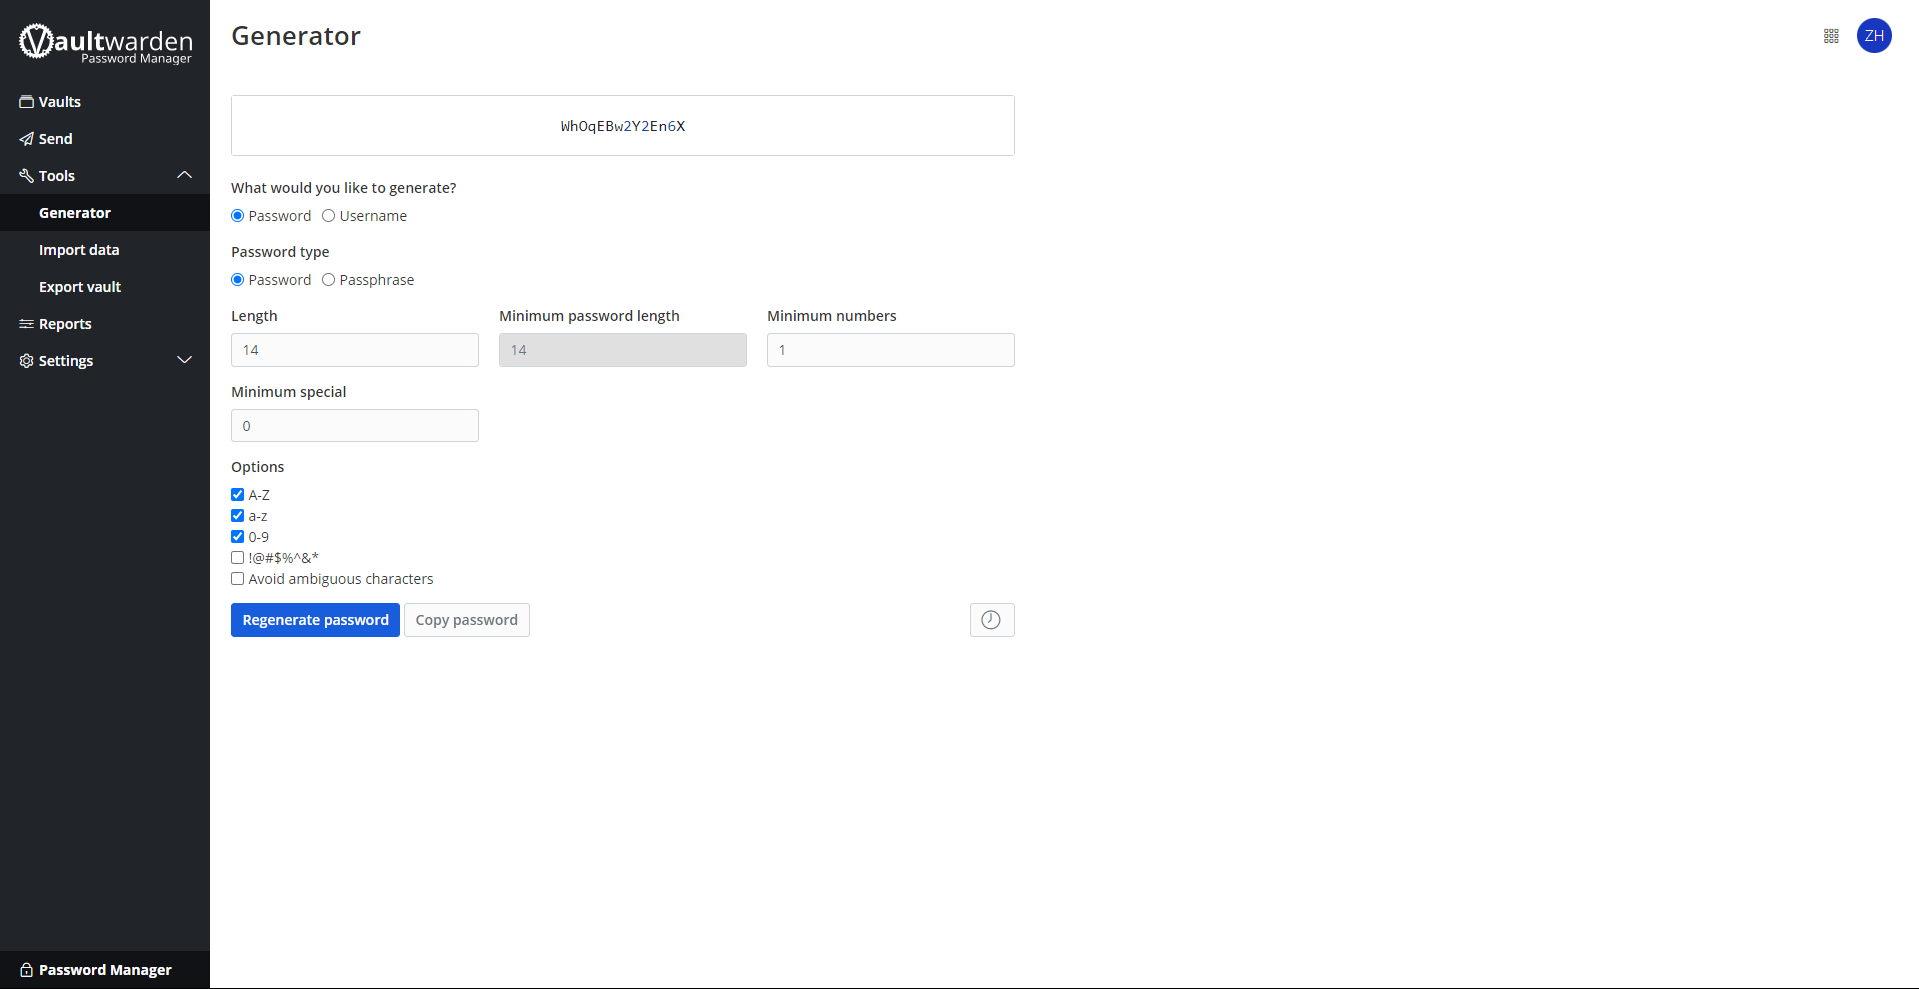 Vaultwarden
Password Manager
Vaults
Send
Tools
Generator
Import data
Export vault
Reports
Settings
Password Manager
Generator
ZH
WhOqEBw2Y2En6X
What would you like to generate?
Password Username
Password type
Password Passphrase
Length Minimum password length Minimum numbers
14 14 1
Minimum special
0
Options
A-Z
a-z
0-9
!@#$%^&*
Avoid ambiguous characters
Regenerate password Copy password